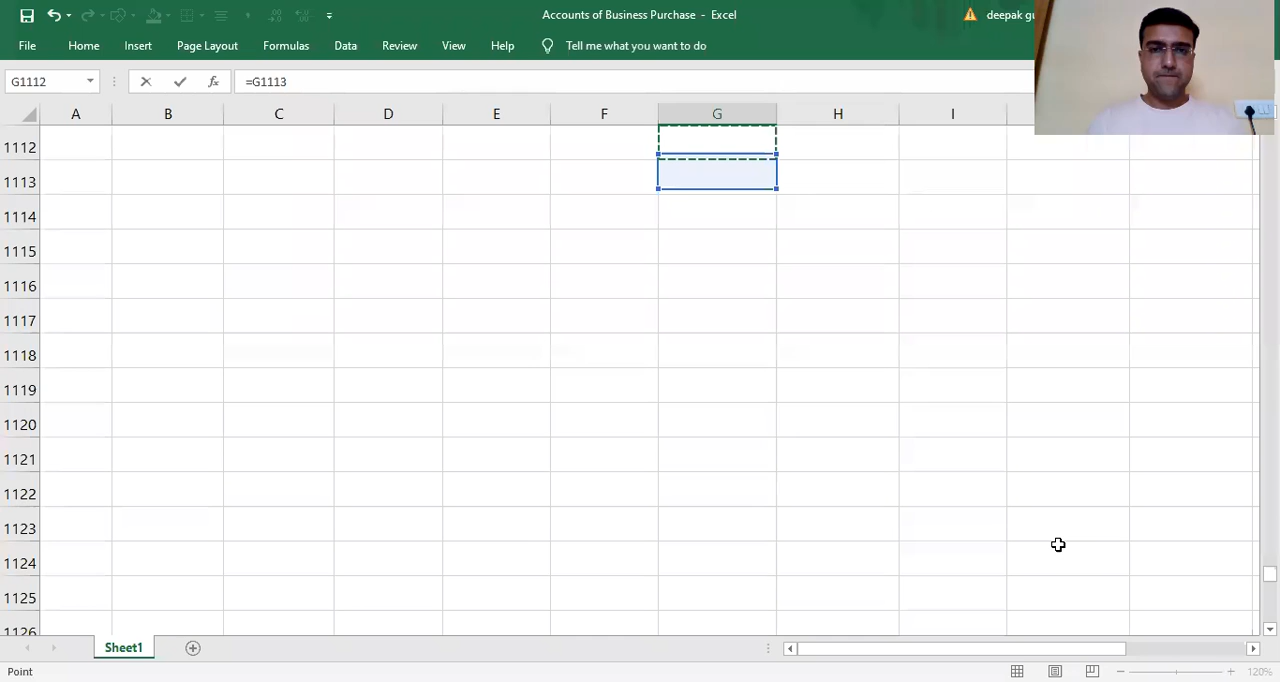 Accounts of Business Purchase - Excel
deepak gu
File Home Insert Page Layout Formulas Data Review View Help Tell me what you want to do
G1112 fx =G1113
A B C D E F G H I
1112
1113
1114
1115
1116
1117
1118
1119
1120
1121
1122
1123
1124
1125
1126
Sheet1
Point 120%